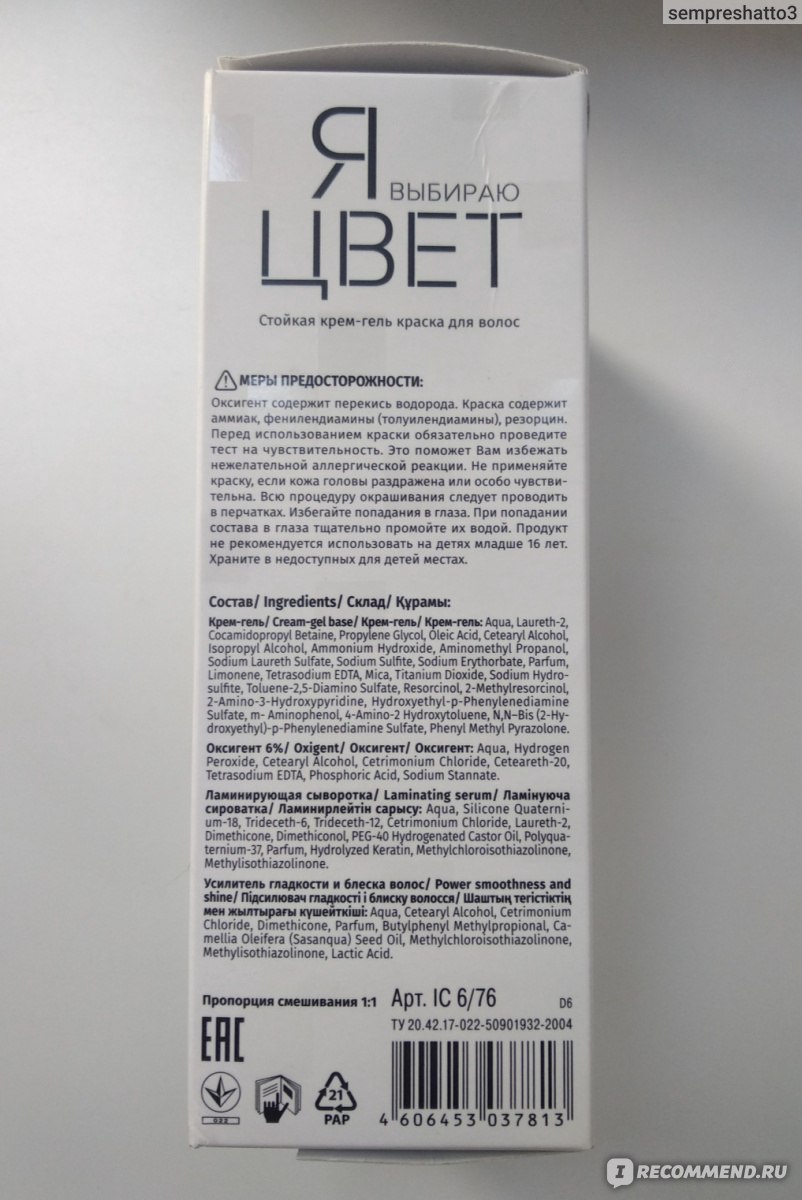 sempreshatto3
Я
ВЫБИРАЮ
ЦВЕТ
Стойкая крем-гель краска для волос
МЕРЫ ПРЕДОСТОРОЖНОСТИ:
Оксигент содержит перекись водорода. Краска содержит
аммиак, фенилендиамины (толуилендиамины), резорцин.
Перед использованием краски обязательно проведите
тест на чувствительность. Это поможет Вам избежать
нежелательной аллергической реакции. Не применяйте
краску, если кожа головы раздражена или особо чувстви-
тельна. Всю процедуру окрашивания следует проводить
в перчатках. Избегайте попадания в глаза. При попадании
состава в глаза тщательно промойте их водой. Продукт
не рекомендуется использовать на детях младше 16 лет.
Храните в недоступных для детей местах.
Состав/ Ingredients/ Склад/ Құрамы:
Крем-гель/ Cream-gel base/ Крем-гель/ Крем-гель: Aqua, Laureth-2,
Cocamidopropyl Betaine, Propylene Glycol, Oleic Acid, Cetearyl Alcohol,
Isopropyl Alcohol, Ammonium Hydroxide, Aminomethyl Propanol,
Sodium Laureth Sulfate, Sodium Sulfite, Sodium Erythorbate, Parfum,
Limonene, Tetrasodium EDTA, Mica, Titanium Dioxide, Sodium Hydro-
sulfite, Toluene-2,5-Diamino Sulfate, Resorcinol, 2-Methylresorcinol,
2-Amino-3-Hydroxypyridine, Hydroxyethyl-p-Phenylenediamine
Sulfate, m- Aminophenol, 4-Amino-2 Hydroxytoluene, N,N-Bis (2-Hy-
droxyethyl)-p-Phenylenediamine Sulfate, Phenyl Methyl Pyrazolone.
Оксигент 6%/ Oxigent/ Оксигент/ Оксигент: Aqua, Hydrogen
Peroxide, Cetearyl Alcohol, Cetrimonium Chloride, Ceteareth-20,
Tetrasodium EDTA, Phosphoric Acid, Sodium Stannate.
Ламинирующая сыворотка/ Laminating serum/ Ламінуюча
сироватка/ Ламинирлейтін сарысу: Aqua, Silicone Quaterni-
um-18, Trideceth-6, Trideceth-12, Cetrimonium Chloride, Laureth-2,
Dimethicone, Dimethiconol, PEG-40 Hydrogenated Castor Oil, Polyqua-
ternium-37, Parfum, Hydrolyzed Keratin, Methylchloroisothiazolinone,
Methylisothiazolinone.
Усилитель гладкости и блеска волос/ Power smoothness and
shine/ Підсилювач гладкості і блиску волосся/ Шаштың тегістіктің
мен жылтырағы күшейткіші: Aqua, Cetearyl Alcohol, Cetrimonium
Chloride, Dimethicone, Parfum, Butylphenyl Methylpropional, Ca-
mellia Oleifera (Sasanqua) Seed Oil, Methylchloroisothiazolinone,
Methylisothiazolinone, Lactic Acid.
Пропорция смешивания 1:1 Арт. IC 6/76 D6
ТУ 20.42.17-022-50901932-2004
EAC
022
21
PAP
4 606453 037813
IRECOMMEND.RU